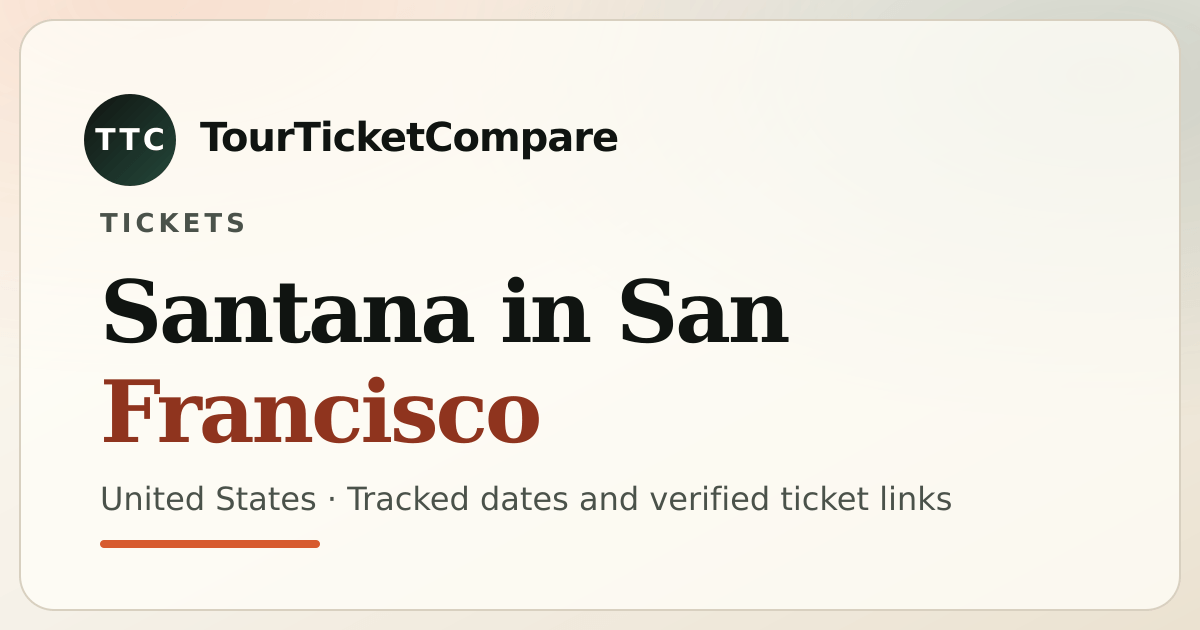 TTC TourTicketCompare
TICKETS
Santana in San
Francisco
United States · Tracked dates and verified ticket links